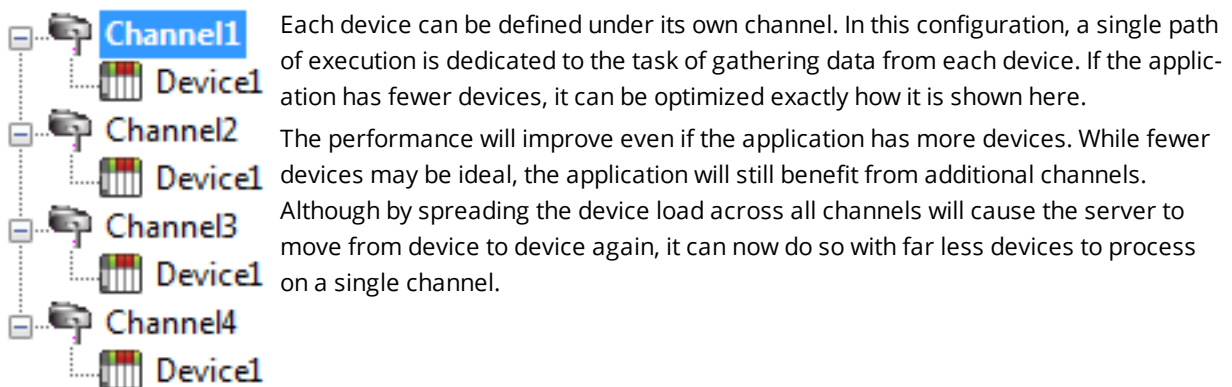 Channel1
Device1
Channel2
Device1
Channel3
Device1
Channel4
Device1
Each device can be defined under its own channel. In this configuration, a single path
of execution is dedicated to the task of gathering data from each device. If the applic-
ation has fewer devices, it can be optimized exactly how it is shown here.
The performance will improve even if the application has more devices. While fewer
devices may be ideal, the application will still benefit from additional channels.
Although by spreading the device load across all channels will cause the server to
move from device to device again, it can now do so with far less devices to process
on a single channel.